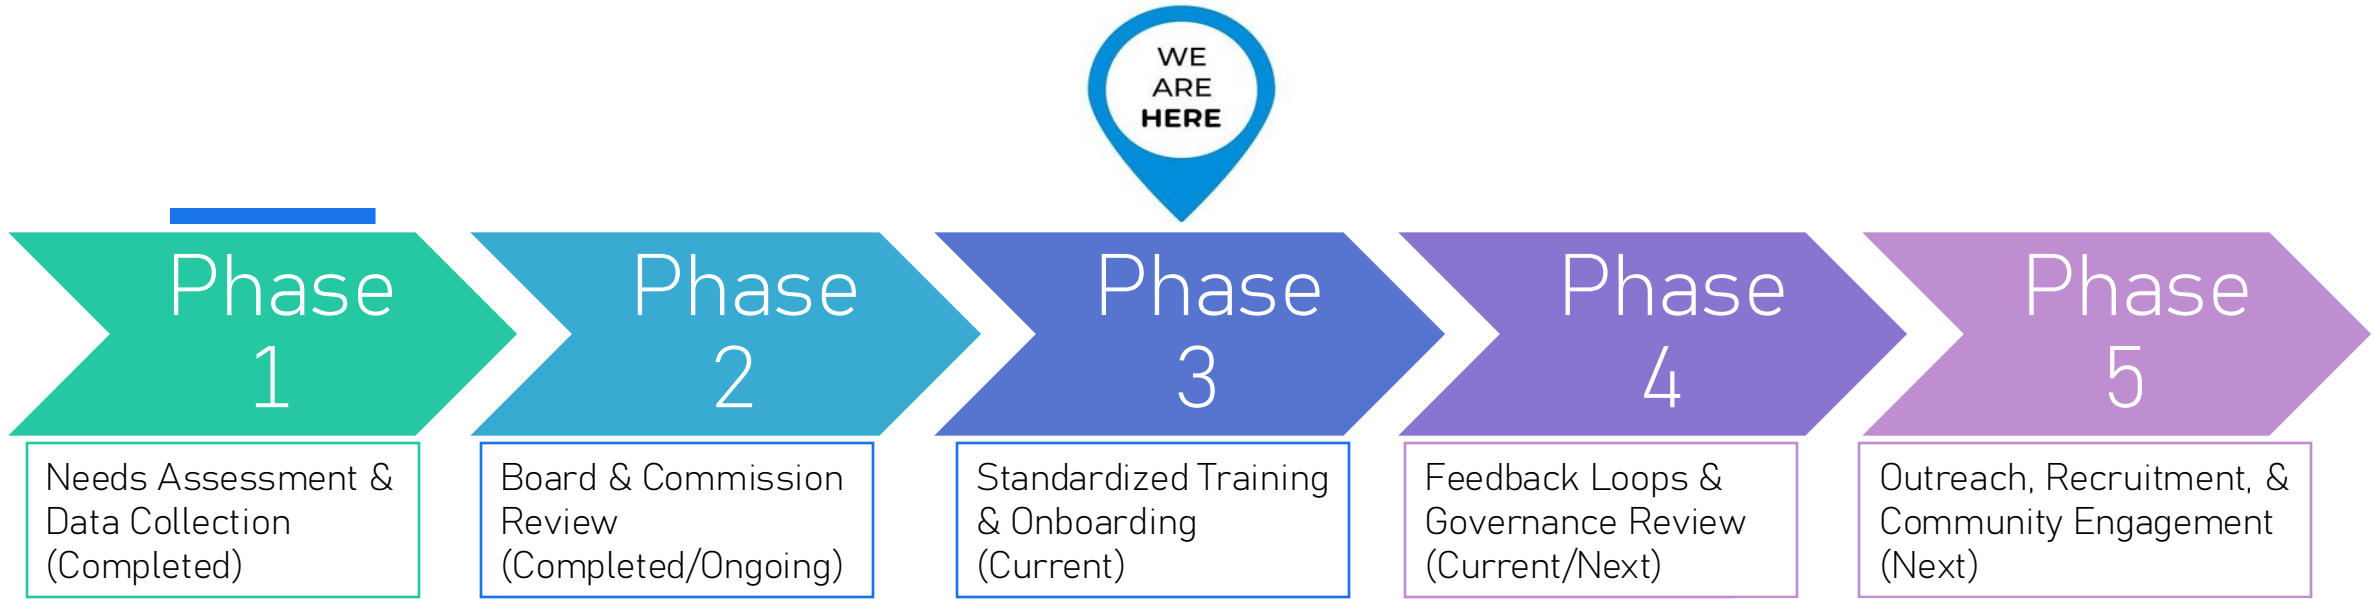 WE
ARE
HERE
Phase
1
Phase
2
Phase
3
Phase
4
Phase
5
Needs Assessment &
Data Collection
(Completed)
Board & Commission
Review
(Completed/Ongoing)
Standardized Training
& Onboarding
(Current)
Feedback Loops &
Governance Review
(Current/Next)
Outreach, Recruitment, &
Community Engagement
(Next)